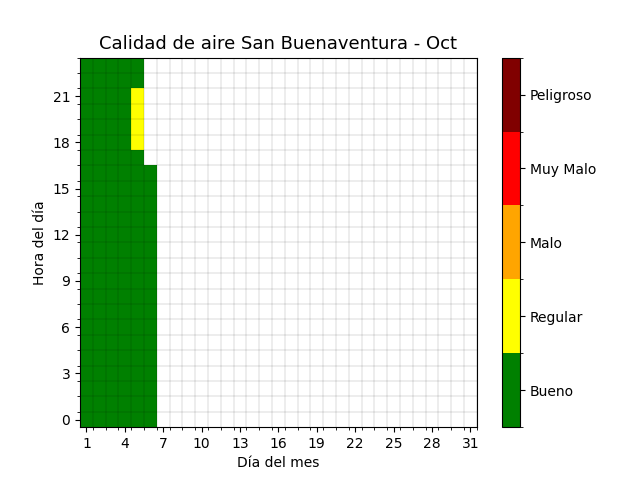 Calidad de aire San Buenaventura - Oct
Hora del día
21
18
15
12
9
6
3
0
1 4 7 10 13 16 19 22 25 28 31
Día del mes
Peligroso
Muy Malo
Malo
Regular
Bueno